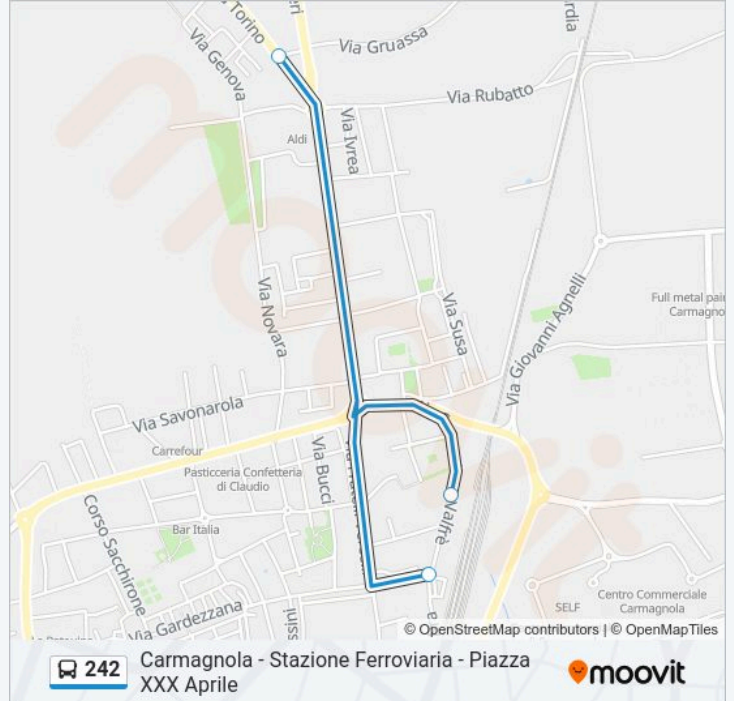 Torino
Via Gruassa
Via Genova
Via Rubatto
Aldi
Via Ivrea
Via Novara
Via Susa
Via Giovanni Agnelli
Full metal pai
Carmagno
Via Savonarola
Carrefour
Pasticceria Confetteria
di Claudio
Via Bucci
Bar Italia
Corso Sacchirone
Nalfrè
Via Gardezzana
ssini
SELF
Centro Commerciale
Carmagnola
© OpenStreetMap contributors | © OpenMapTiles
242
Carmagnola - Stazione Ferroviaria - Piazza
XXX Aprile
moovit